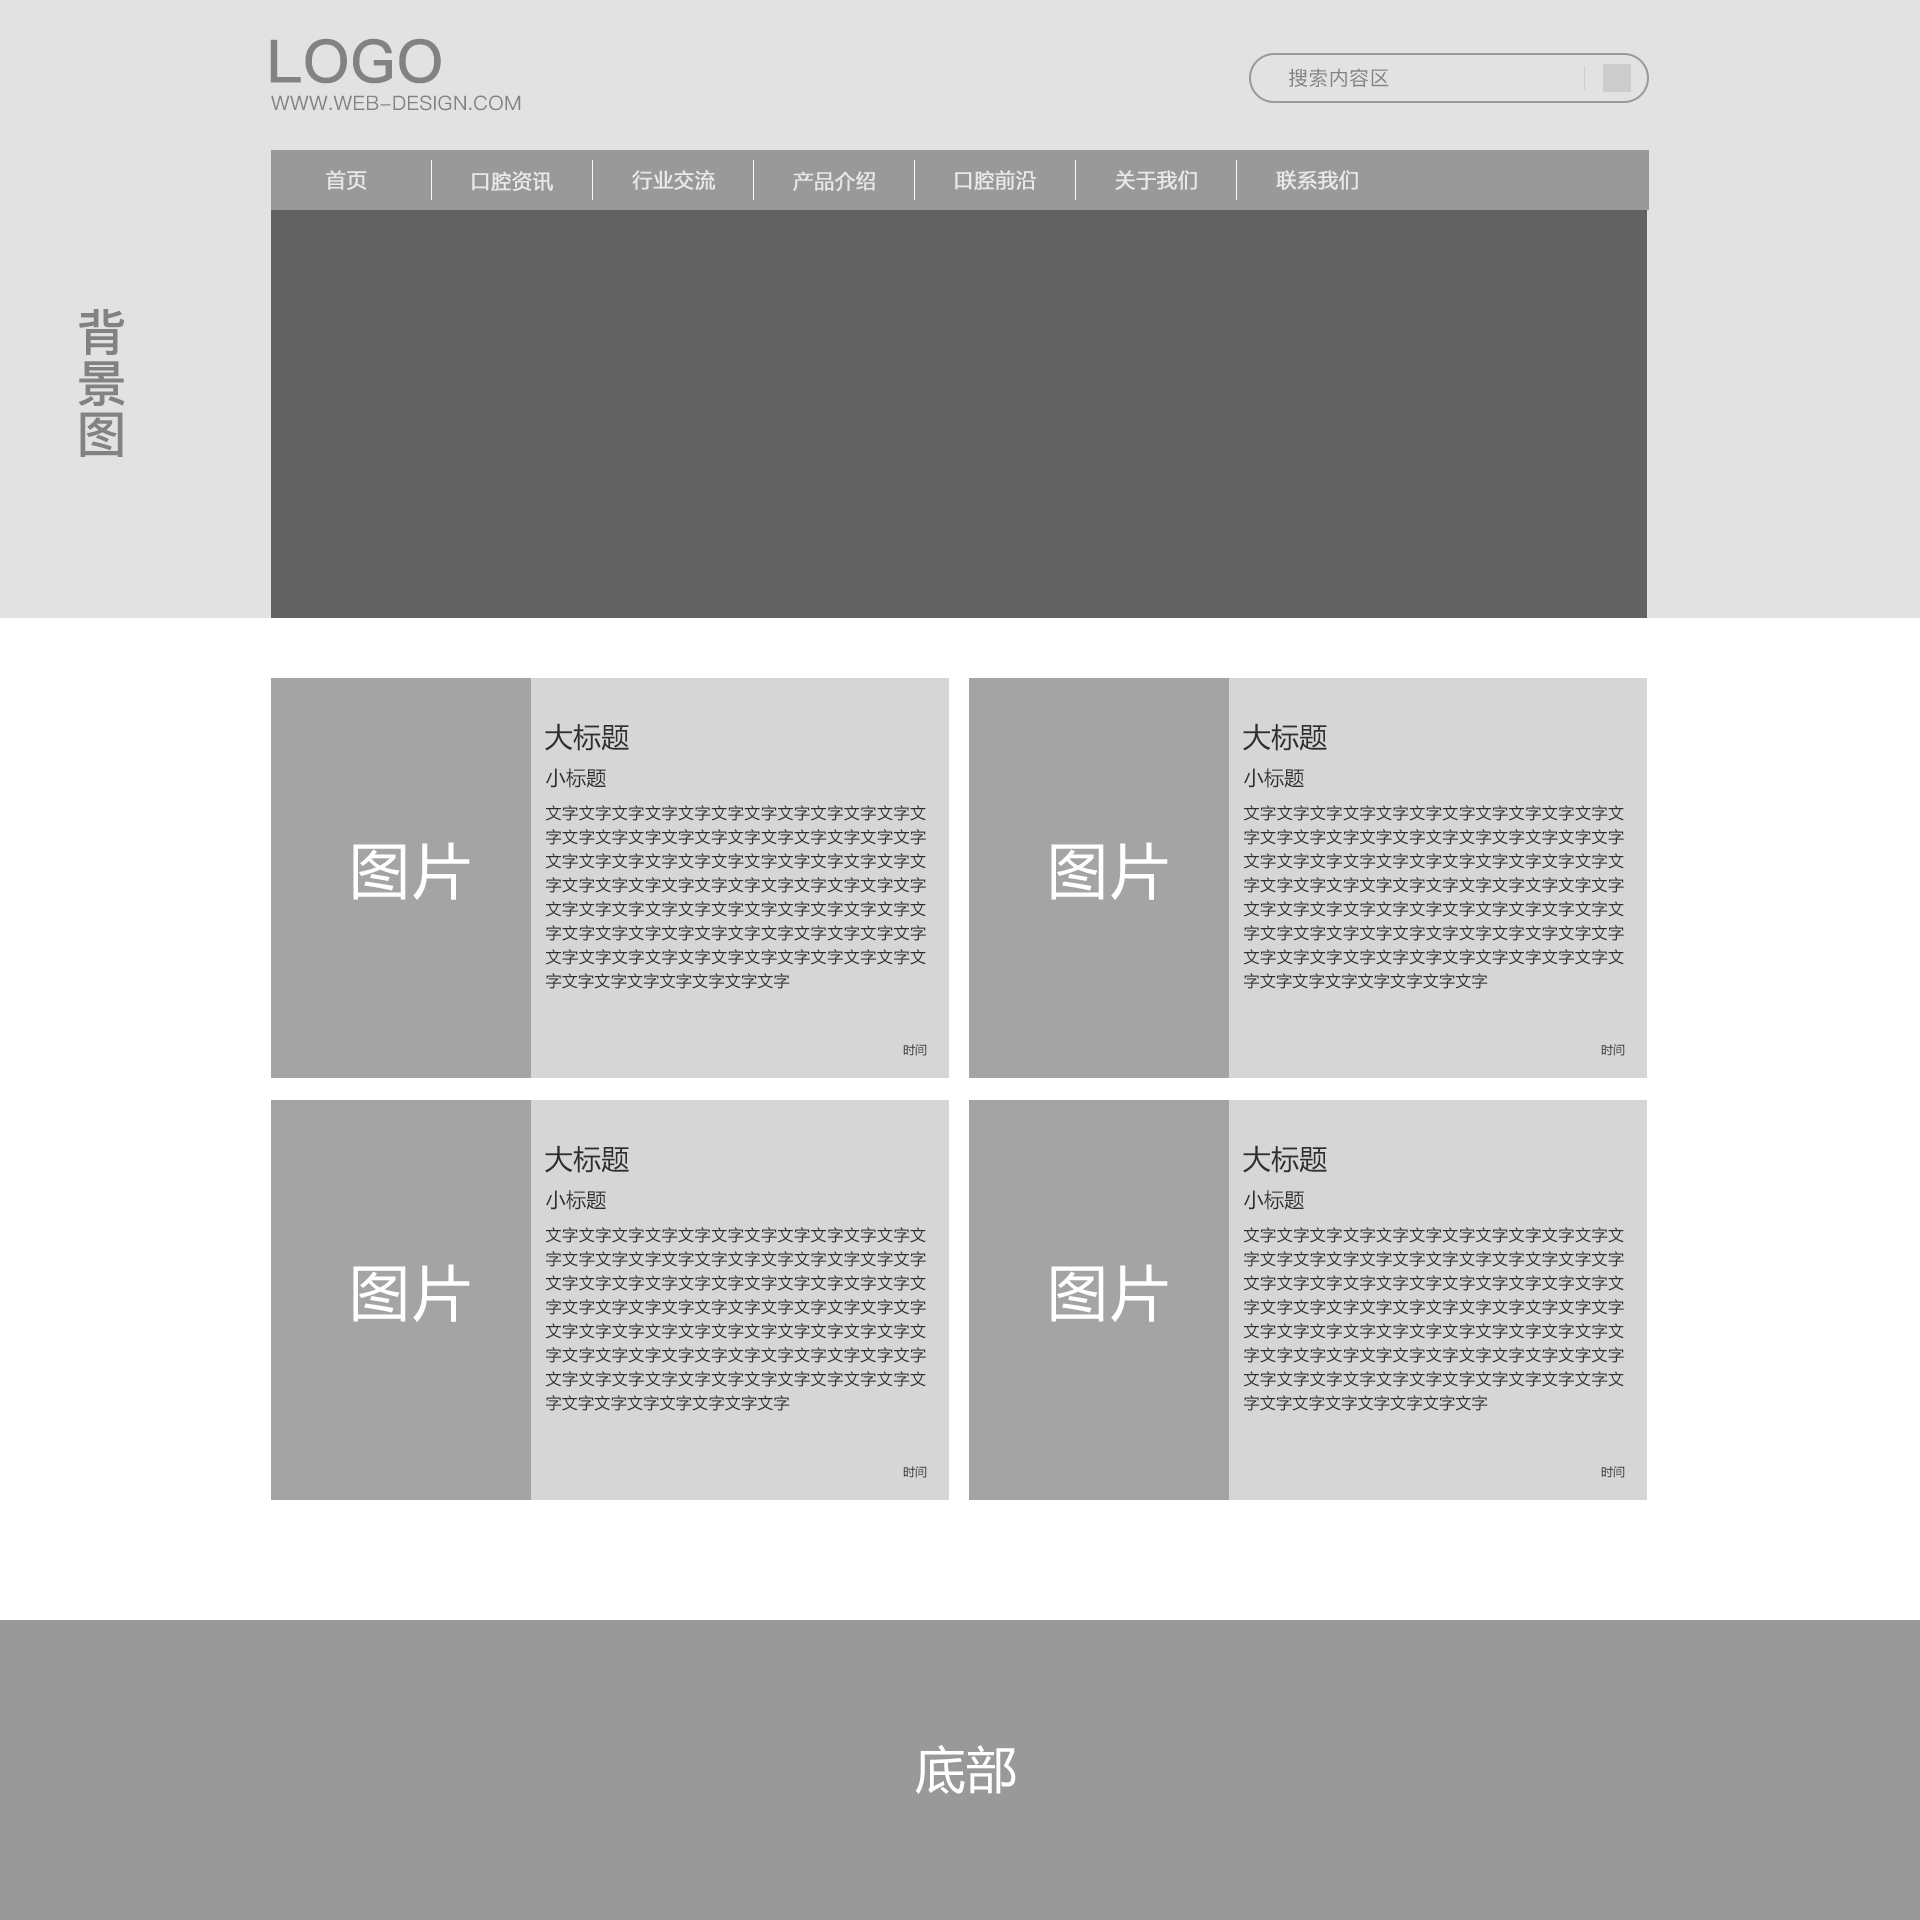 LOGO
WWW.WEB-DESIGN.COM
搜索内容区
首页
口腔资讯
行业交流
产品介绍
口腔前沿
关于我们
联系我们
背景图
图片
大标题
小标题
文字文字文字文字文字文字文字文字文字文字文字文
字文字文字文字文字文字文字文字文字文字文字文字
文字文字文字文字文字文字文字文字文字文字文字文
字文字文字文字文字文字文字文字文字文字文字文字
文字文字文字文字文字文字文字文字文字文字文字文
字文字文字文字文字文字文字文字文字文字文字文字
文字文字文字文字文字文字文字文字文字文字文字文
字文字文字文字文字文字文字文字
时间
图片
大标题
小标题
文字文字文字文字文字文字文字文字文字文字文字文
字文字文字文字文字文字文字文字文字文字文字文字
文字文字文字文字文字文字文字文字文字文字文字文
字文字文字文字文字文字文字文字文字文字文字文字
文字文字文字文字文字文字文字文字文字文字文字文
字文字文字文字文字文字文字文字文字文字文字文字
文字文字文字文字文字文字文字文字文字文字文字文
字文字文字文字文字文字文字文字
时间
图片
大标题
小标题
文字文字文字文字文字文字文字文字文字文字文字文
字文字文字文字文字文字文字文字文字文字文字文字
文字文字文字文字文字文字文字文字文字文字文字文
字文字文字文字文字文字文字文字文字文字文字文字
文字文字文字文字文字文字文字文字文字文字文字文
字文字文字文字文字文字文字文字文字文字文字文字
文字文字文字文字文字文字文字文字文字文字文字文
字文字文字文字文字文字文字文字
时间
图片
大标题
小标题
文字文字文字文字文字文字文字文字文字文字文字文
字文字文字文字文字文字文字文字文字文字文字文字
文字文字文字文字文字文字文字文字文字文字文字文
字文字文字文字文字文字文字文字文字文字文字文字
文字文字文字文字文字文字文字文字文字文字文字文
字文字文字文字文字文字文字文字文字文字文字文字
文字文字文字文字文字文字文字文字文字文字文字文
字文字文字文字文字文字文字文字
时间
底部